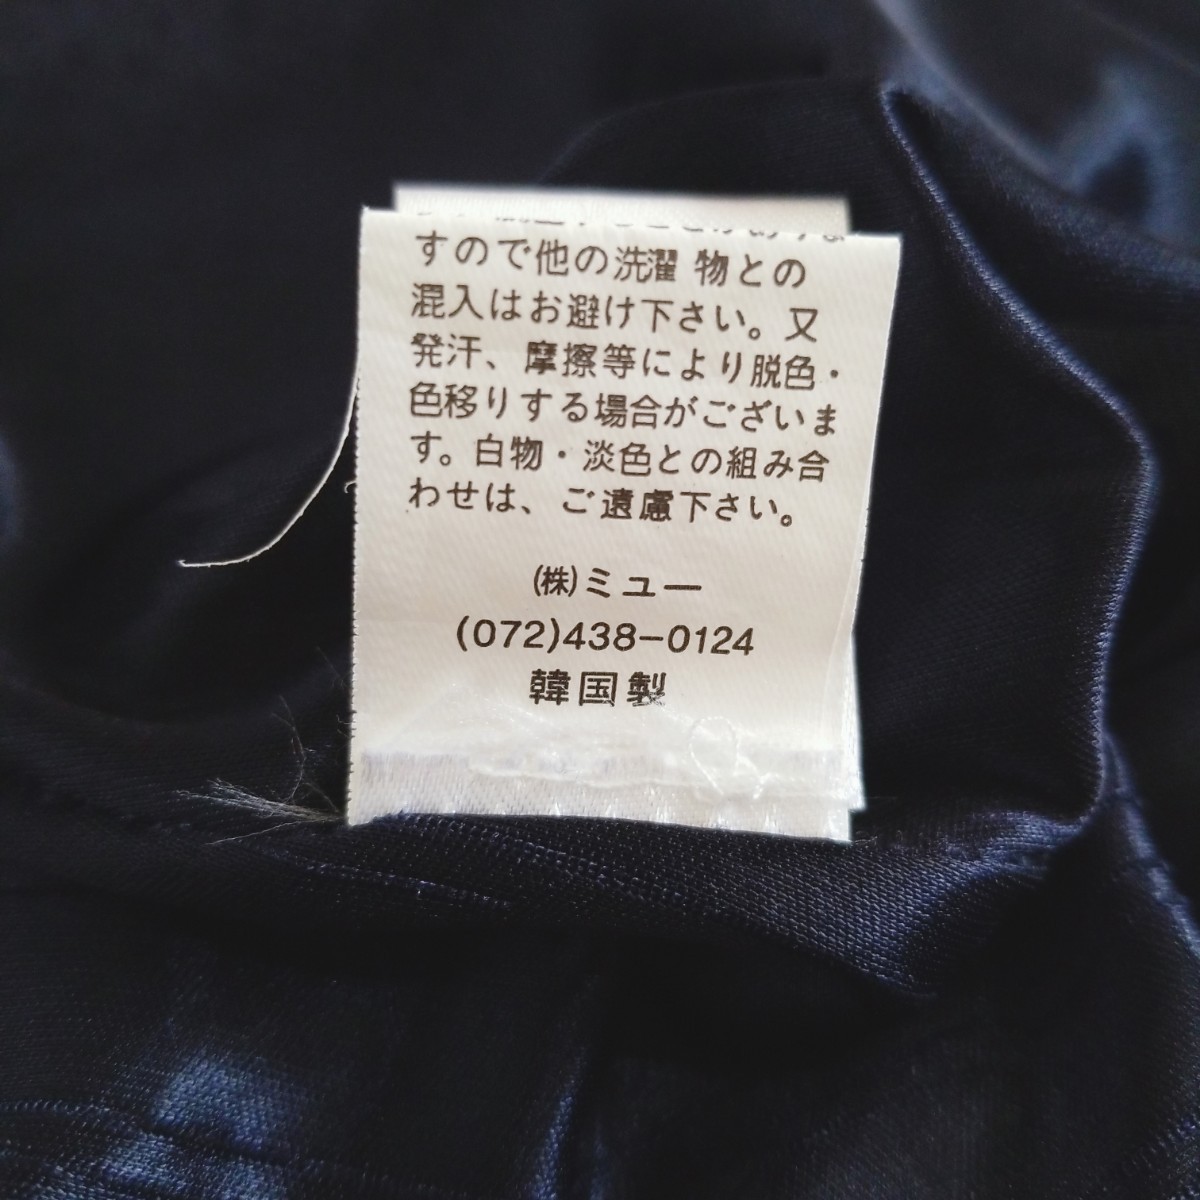 すので他の洗濯 物との
混入はお避け下さい。又
発汗、摩擦等により脱色・
色移りする場合がございま
す。白物・淡色との組み合
わせは、ご遠慮下さい。
(株)ミユー
(072)438-0124
韓国製